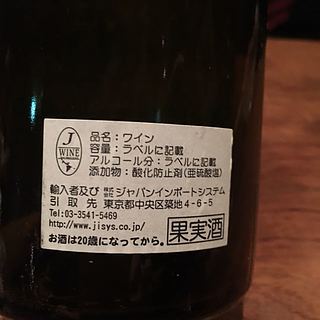 J
WINE
品名：ワイン
容量：ラベルに記載
アルコール分：ラベルに記載
添加物：酸化防止剤(亜硫酸塩)
輸入者及び 株式会社 ジャパンインポートシステム
引取先 東京都中央区築地4-6-5
Tel:03-3541-5469
http://www.jisys.co.jp/
お酒は20歳になってから。
果実酒